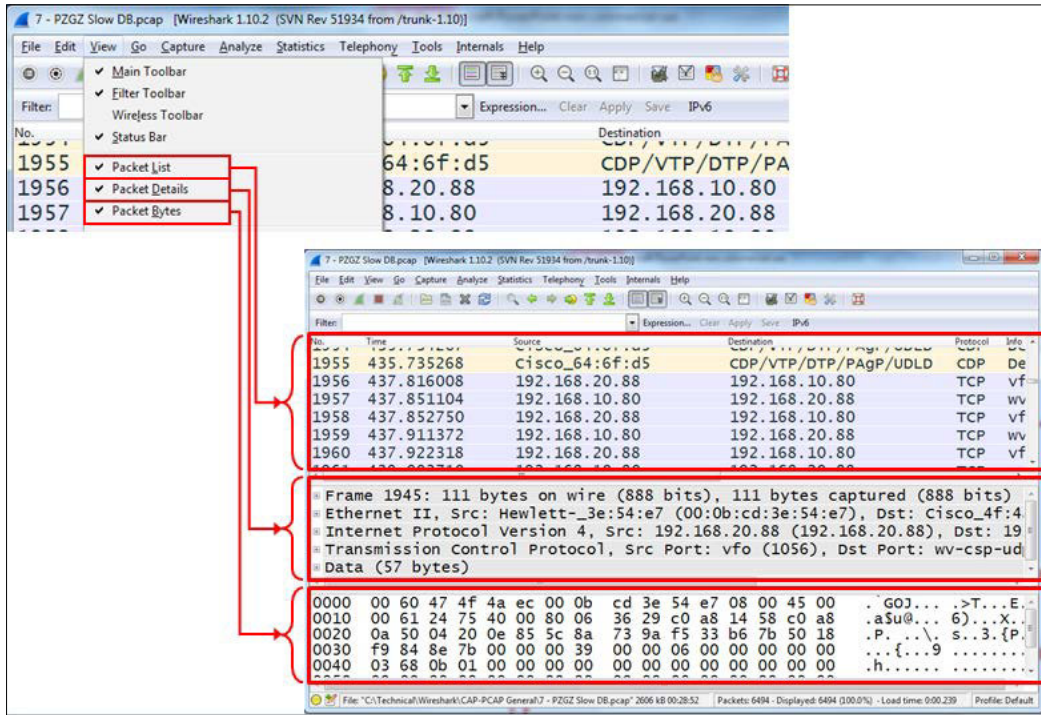 7 - PZGZ Slow DB.pcap [Wireshark 1.10.2 (SVN Rev 51934 from /trunk-1.10)]
File Edit View Go Capture Analyze Statistics Telephony Tools Internals Help
Main Toolbar
Filter Toolbar
Wireless Toolbar
Status Bar
Packet List
Packet Details
Packet Bytes
Filter: Expression... Clear Apply Save IPv6
No. Destination
1955 64:6f:d5 CDP/VTP/DTP/PA
1956 8.20.88 192.168.10.80
1957 8.10.80 192.168.20.88
7 - PZGZ Slow DB.pcap [Wireshark 1.10.2 (SVN Rev 51934 from /trunk-1.10)]
File Edit View Go Capture Analyze Statistics Telephony Tools Internals Help
Filter: Expression... Clear Apply Save IPv6
No. Time Source Destination Protocol Info
1955 435.735268 Cisco_64:6f:d5 CDP/VTP/DTP/PAgP/UDLD CDP De
1956 437.816008 192.168.20.88 192.168.10.80 TCP vf
1957 437.851104 192.168.10.80 192.168.20.88 TCP wv
1958 437.852750 192.168.20.88 192.168.10.80 TCP vf
1959 437.911372 192.168.10.80 192.168.20.88 TCP wv
1960 437.922318 192.168.20.88 192.168.10.80 TCP vf
Frame 1945: 111 bytes on wire (888 bits), 111 bytes captured (888 bits)
Ethernet II, Src: Hewlett-_3e:54:e7 (00:0b:cd:3e:54:e7), Dst: Cisco_4f:4
Internet Protocol Version 4, Src: 192.168.20.88 (192.168.20.88), Dst: 19
Transmission Control Protocol, Src Port: vfo (1056), Dst Port: wv-csp-ud
Data (57 bytes)
0000 00 60 47 4f 4a ec 00 0b cd 3e 54 e7 08 00 45 00 .`GOJ... .>T...E.
0010 00 61 24 75 40 00 80 06 36 29 c0 a8 14 58 c0 a8 .a$u@... 6)...X..
0020 0a 50 04 20 0e 85 5c 8a 73 9a f5 33 b6 7b 50 18 .P. ..\. s..3.{P.
0030 f9 84 8e 7b 00 00 00 39 00 00 06 00 00 00 00 00 ...{...9 ........
0040 03 68 0b 01 00 00 00 00 00 00 00 00 00 00 00 00 .h...... ........
File: "C:\Technical\Wireshark\CAP-PCAP General\7 - PZGZ Slow DB.pcap" 2606 kB 00:28:52 Packets: 6494 - Displayed: 6494 (100.0%) - Load time: 0:00.239 Profile: Default